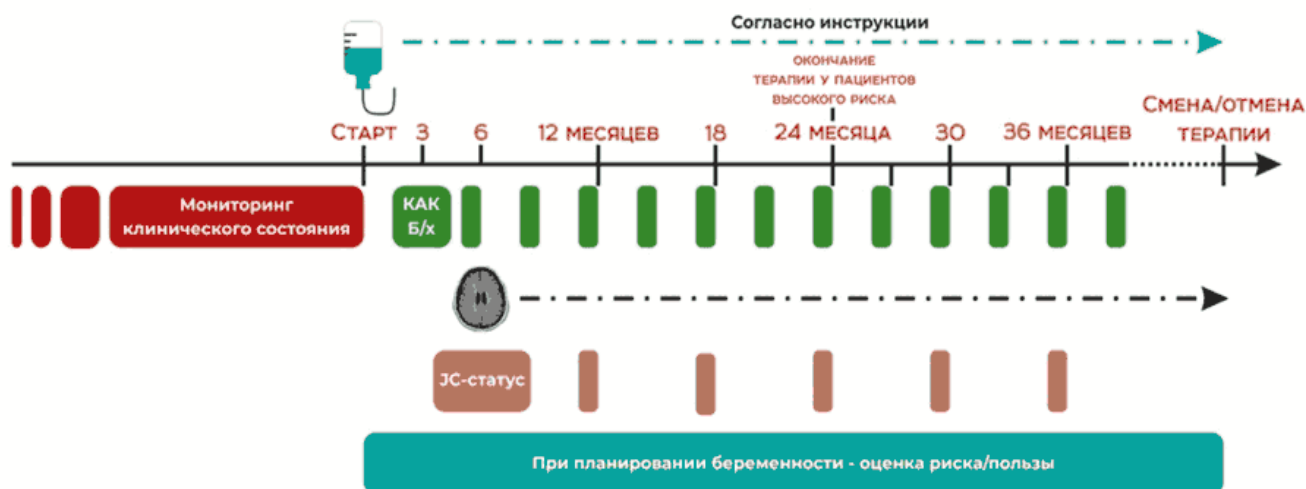 Согласно инструкции
ОКОНЧАНИЕ
ТЕРАПИИ У ПАЦИЕНТОВ
ВЫСОКОГО РИСКА
СМЕНА/ОТМЕНА
ТЕРАПИИ
СТАРТ 3 6 12 МЕСЯЦЕВ 18 24 МЕСЯЦА 30 36 МЕСЯЦЕВ
Мониторинг
клинического состояния
КАК
Б/х
JC-статус
При планировании беременности - оценка риска/пользы